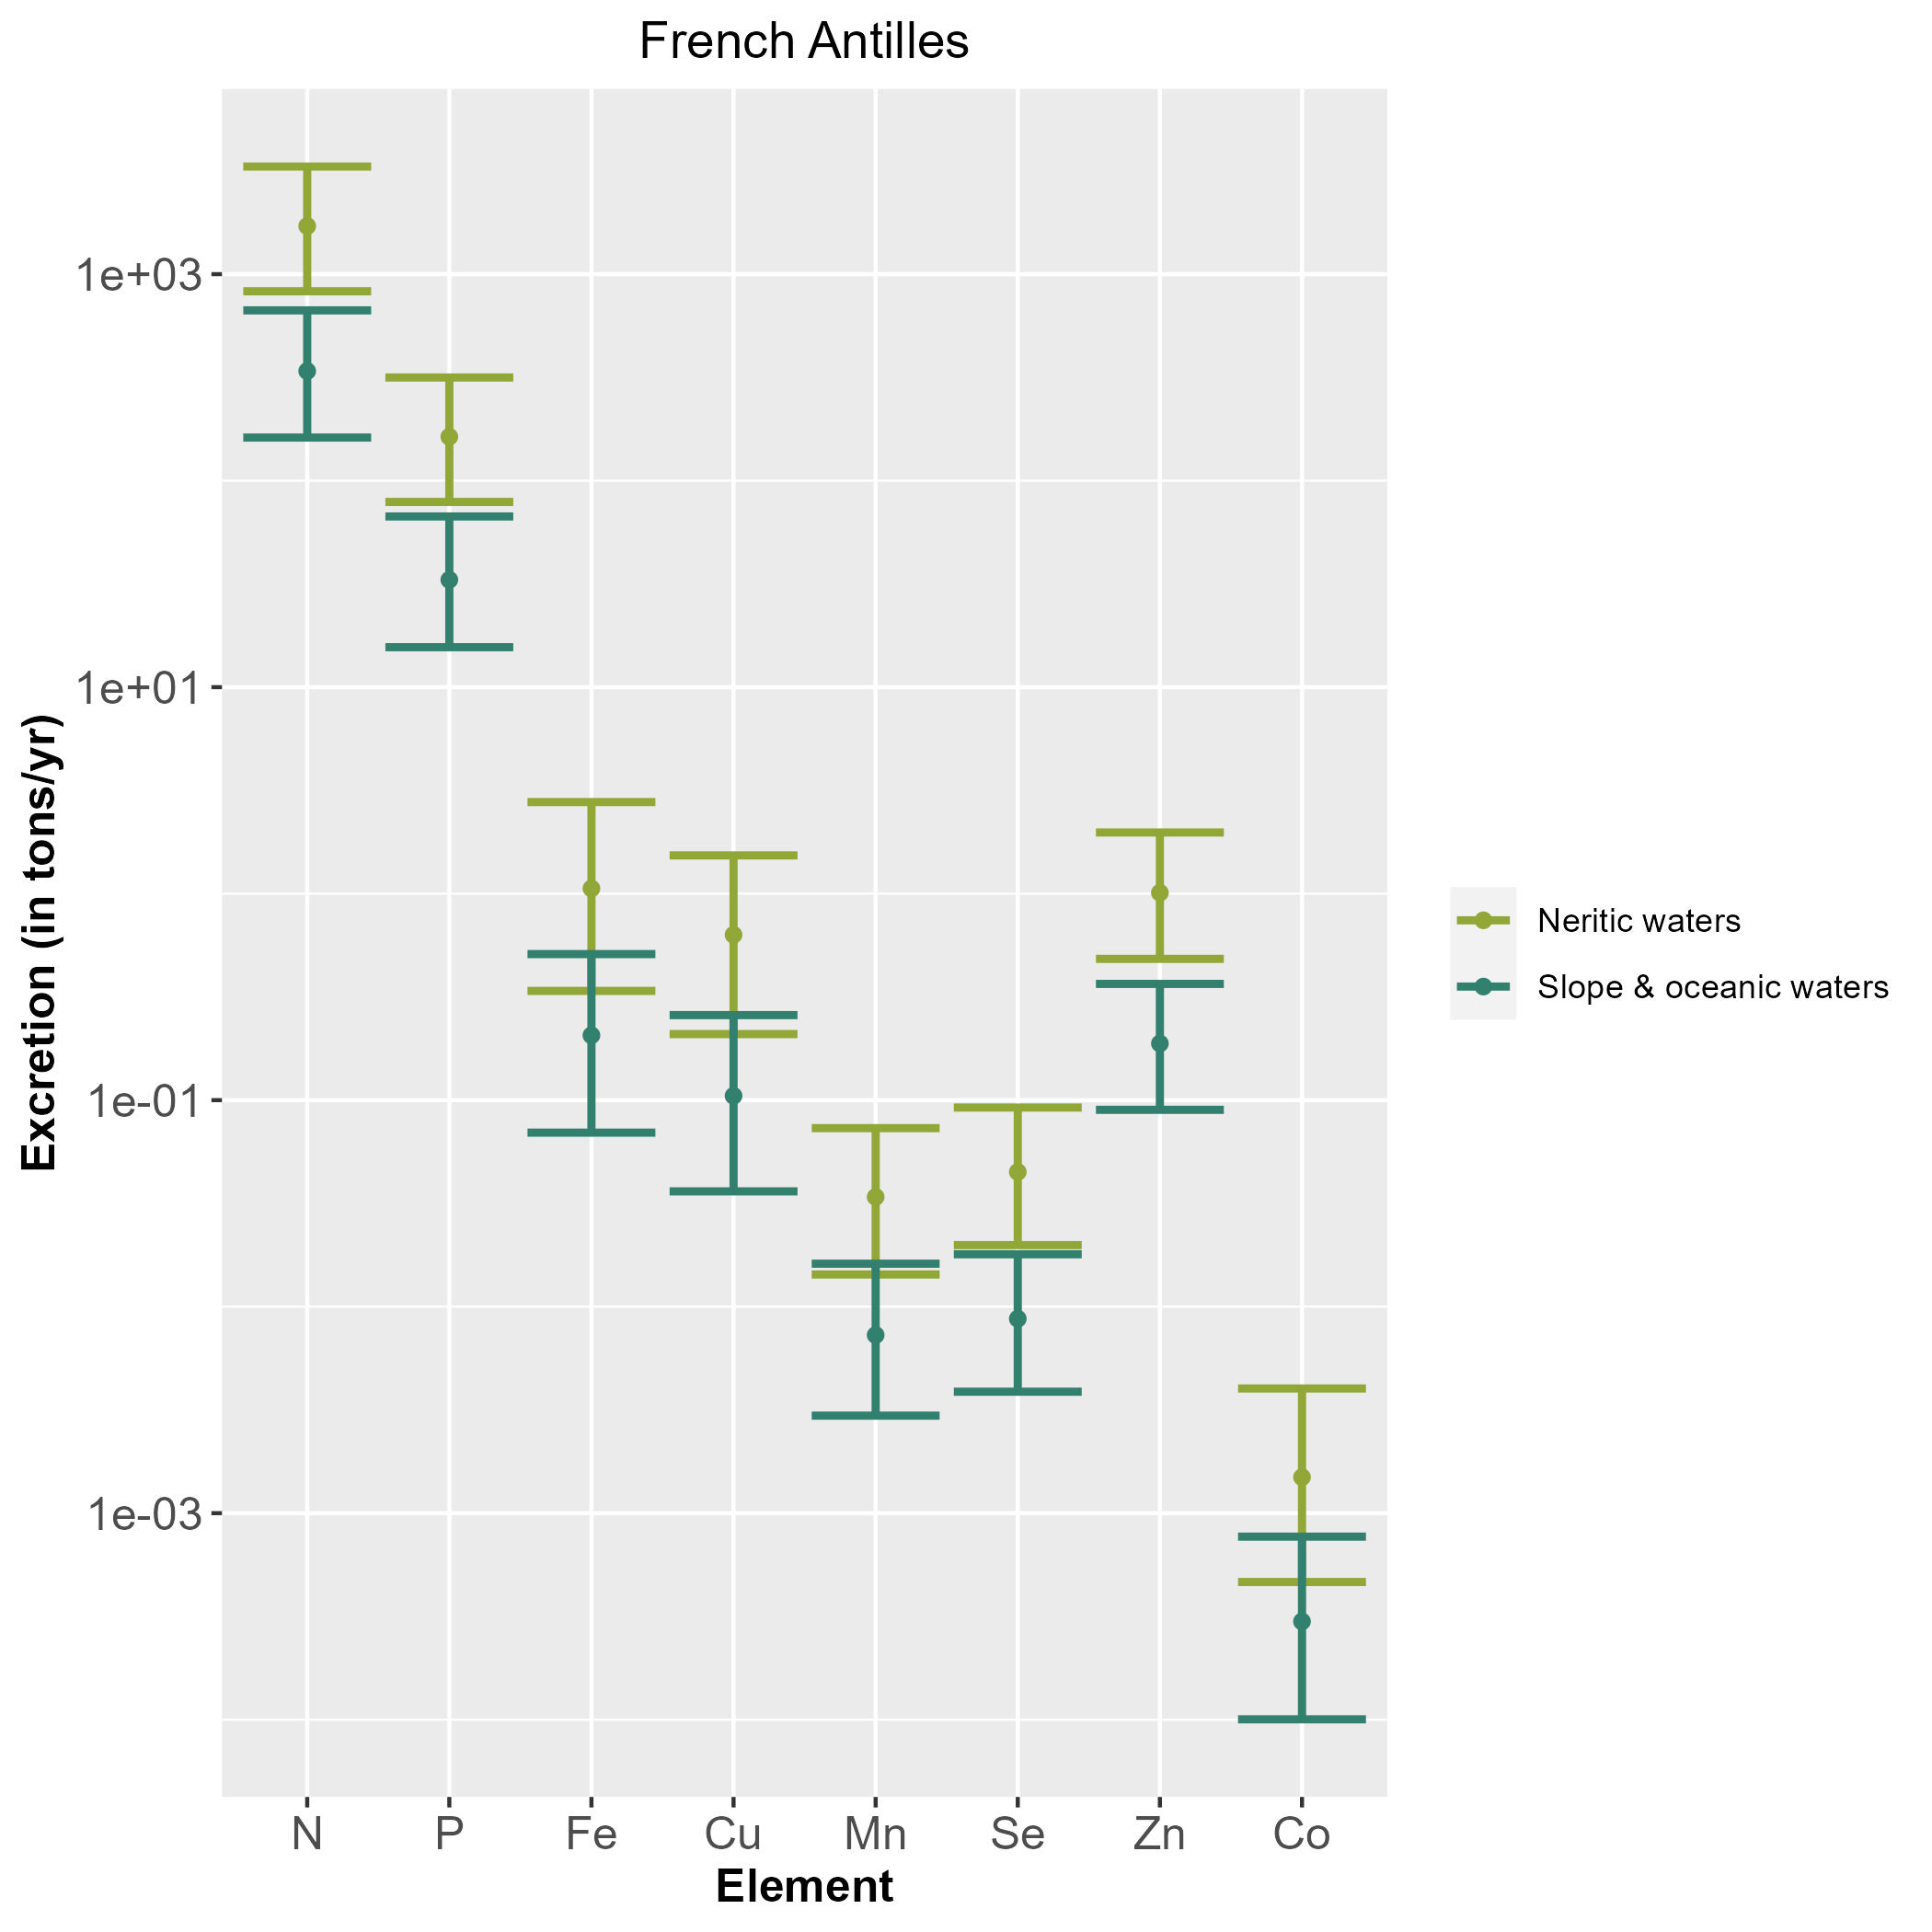 French Antilles
1e+03
1e+01
1e-01
1e-03
Excretion (in tons/yr)
N P Fe Cu Mn Se Zn Co
Element
Neritic waters
Slope & oceanic waters